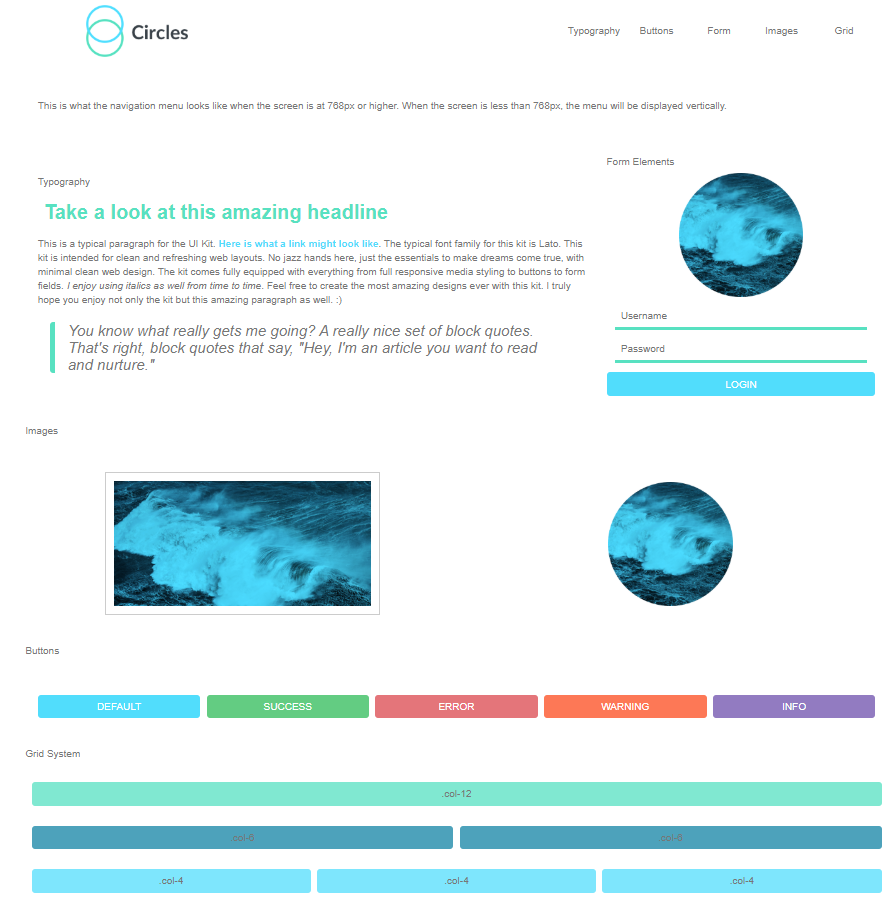 Circles
Typography Buttons Form Images Grid
This is what the navigation menu looks like when the screen is at 768px or higher. When the screen is less than 768px, the menu will be displayed vertically.
Typography
Take a look at this amazing headline
This is a typical paragraph for the UI Kit. Here is what a link might look like. The typical font family for this kit is Lato. This
kit is intended for clean and refreshing web layouts. No jazz hands here, just the essentials to make dreams come true, with
minimal clean web design. The kit comes fully equipped with everything from full responsive media styling to buttons to form
fields. I enjoy using italics as well from time to time. Feel free to create the most amazing designs ever with this kit. I truly
hope you enjoy not only the kit but this amazing paragraph as well. :)
You know what really gets me going? A really nice set of block quotes.
That's right, block quotes that say, "Hey, I'm an article you want to read
and nurture."
Form Elements
Username
Password
LOGIN
Images
Buttons
DEFAULT SUCCESS ERROR WARNING INFO
Grid System
.col-12
.col-6 .col-6
.col-4 .col-4 .col-4